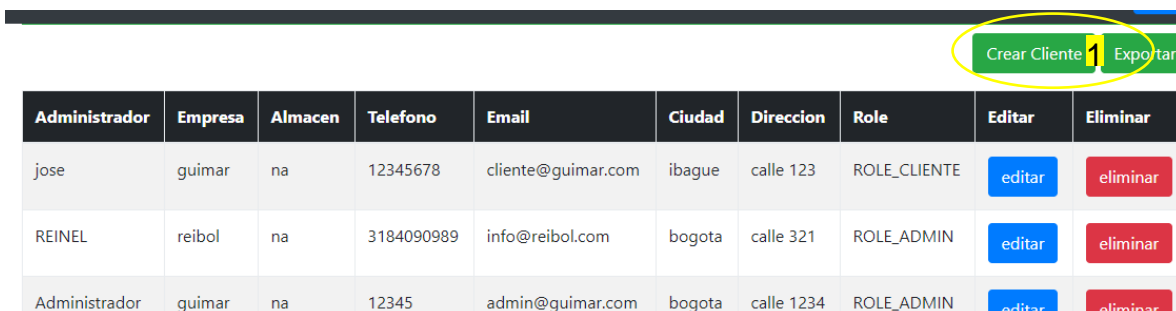 Crear Cliente 1 Exportar
Administrador Empresa Almacen Telefono Email Ciudad Direccion Role Editar Eliminar
jose guimar na 12345678 cliente@guimar.com ibague calle 123 ROLE_CLIENTE editar eliminar
REINEL reibol na 3184090989 info@reibol.com bogota calle 321 ROLE_ADMIN editar eliminar
Administrador guimar na 12345 admin@guimar.com bogota calle 1234 ROLE_ADMIN editar eliminar